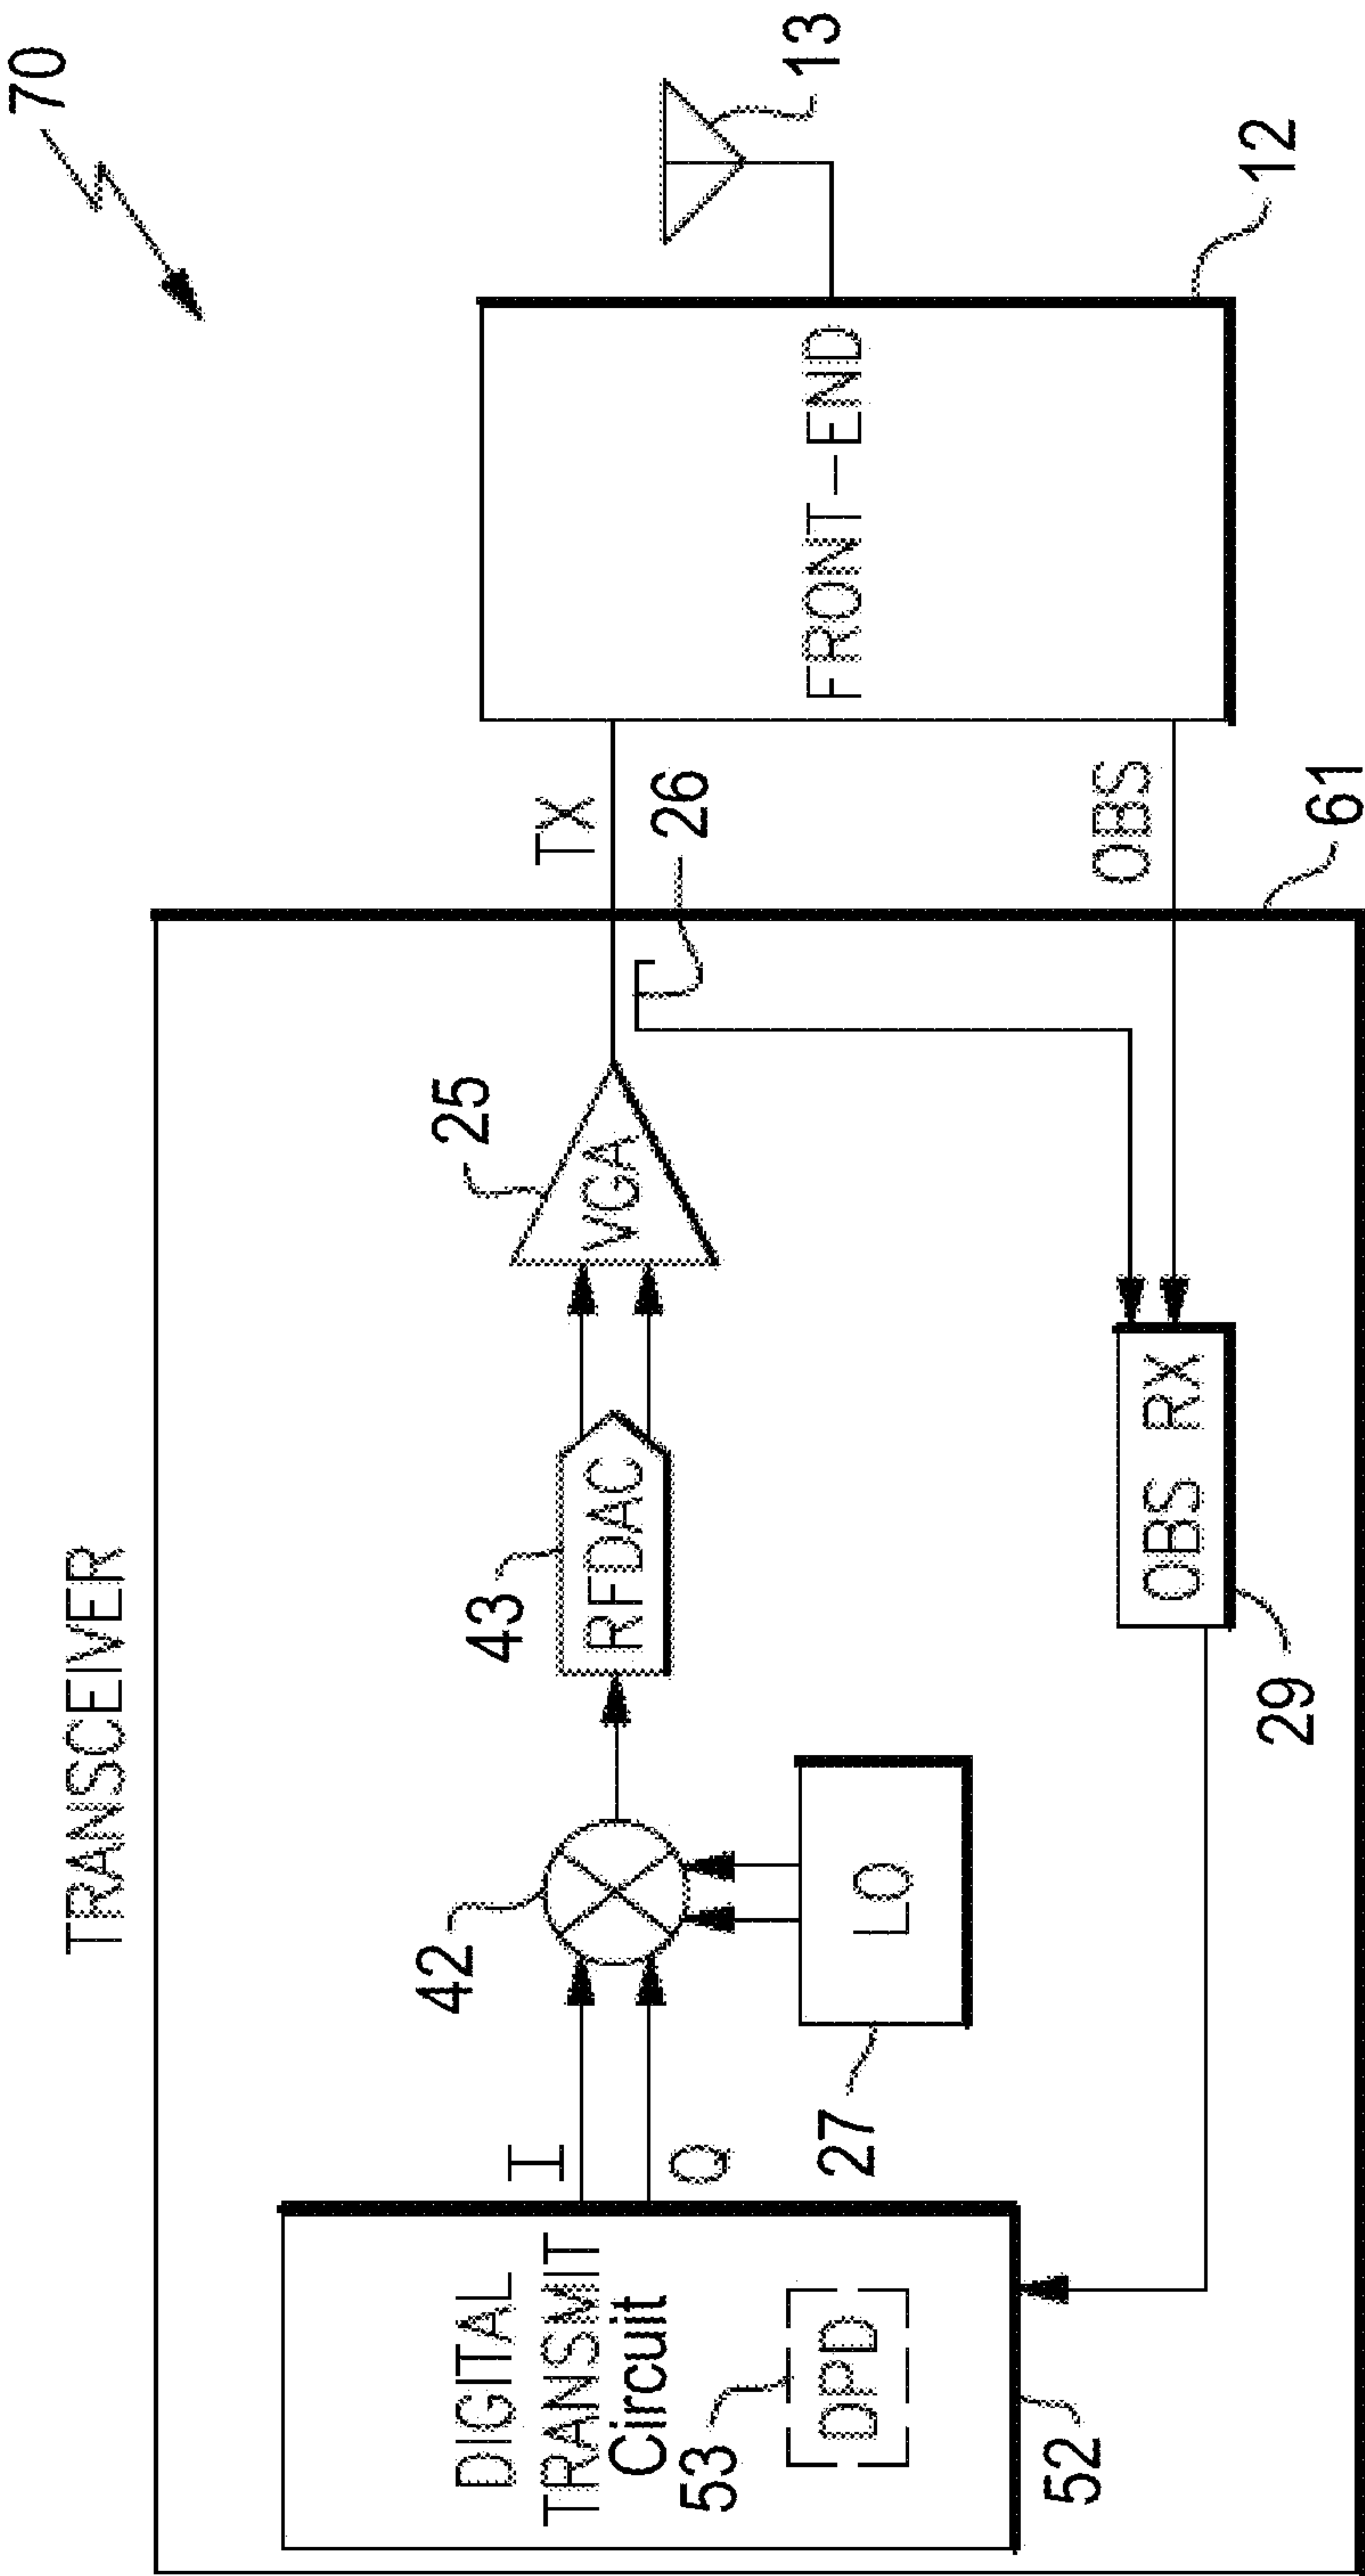 70
TRANSCEIVER
DIGITAL
TRANSMIT
Circuit
53
DPD
52
I
Q
42
27
LO
43
RFDAC
25
VGA
26
TX
OBS
OBS RX
29
61
FRONT-END
12
13